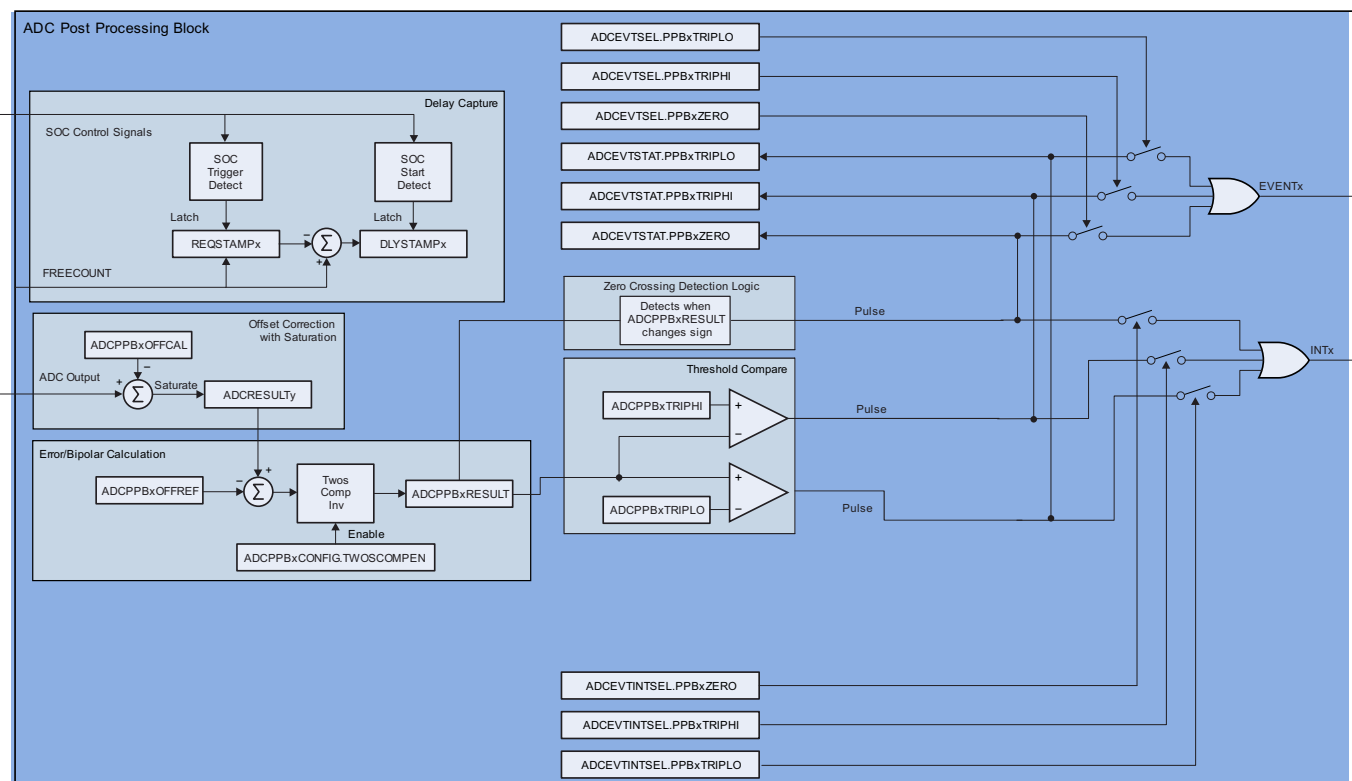 ADC Post Processing Block
ADCEVTSEL.PPBxTRIPLO
ADCEVTSEL.PPBxTRIPHI
ADCEVTSEL.PPBxZERO
ADCEVTSTAT.PPBxTRIPLO
ADCEVTSTAT.PPBxTRIPHI
ADCEVTSTAT.PPBxZERO
EVENTx
Delay Capture
SOC Control Signals
SOC
Trigger
Detect
SOC
Start
Detect
Latch
Latch
REQSTAMPx
−
Σ
+
DLYSTAMPx
FREECOUNT
Offset Correction
with Saturation
ADCPPBxOFFCAL
−
ADC Output
+
Σ
Saturate
ADCRESULTy
Zero Crossing Detection Logic
Detects when
ADCPPBxRESULT
changes sign
Pulse
INTx
Threshold Compare
ADCPPBxTRIPHI
+
−
Pulse
+
−
ADCPPBxTRIPLO
Pulse
Error/Bipolar Calculation
+
ADCPPBxOFFREF
−
Σ
Twos
Comp
Inv
ADCPPBxRESULT
Enable
ADCPPBxCONFIG.TWOSCOMPEN
ADCEVTINTSEL.PPBxZERO
ADCEVTINTSEL.PPBxTRIPHI
ADCEVTINTSEL.PPBxTRIPLO